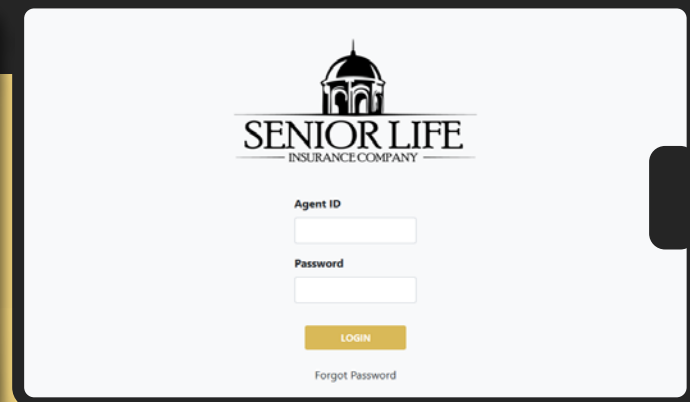 SENIOR LIFE
INSURANCE COMPANY
Agent ID
Password
LOGIN
Forgot Password